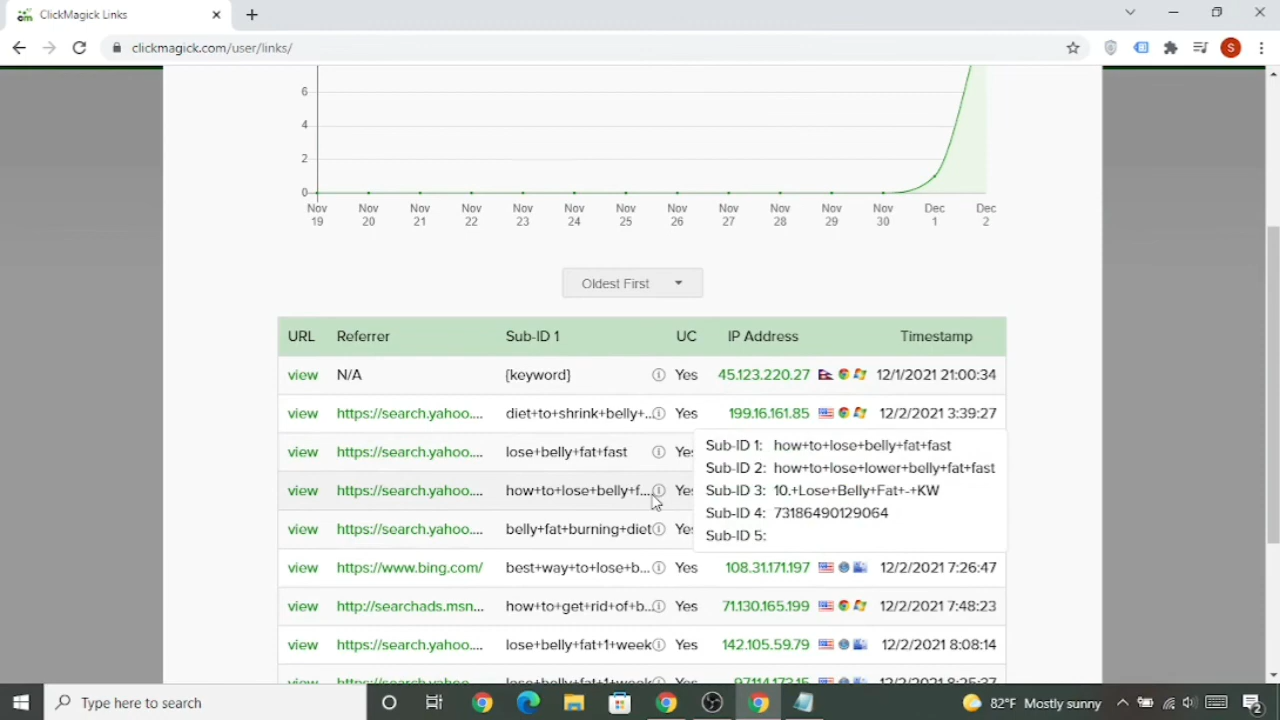 ClickMagick Links
clickmagick.com/user/links/
S
6
4
2
0
Nov 19 Nov 20 Nov 21 Nov 22 Nov 23 Nov 24 Nov 25 Nov 26 Nov 27 Nov 28 Nov 29 Nov 30 Dec 1 Dec 2
Oldest First
URL Referrer Sub-ID 1 UC IP Address Timestamp
view N/A {keyword} Yes 45.123.220.27 12/1/2021 21:00:34
view https://search.yahoo.... diet+to+shrink+belly+... Yes 199.16.161.85 12/2/2021 3:39:27
view https://search.yahoo.... lose+belly+fat+fast Yes
view https://search.yahoo.... how+to+lose+belly+f... Yes
view https://search.yahoo.... belly+fat+burning+diet Yes
Sub-ID 1: how+to+lose+belly+fat+fast
Sub-ID 2: how+to+lose+lower+belly+fat+fast
Sub-ID 3: 10.+Lose+Belly+Fat+-+KW
Sub-ID 4: 73186490129064
Sub-ID 5:
view https://www.bing.com/ best+way+to+lose+b... Yes 108.31.171.197 12/2/2021 7:26:47
view http://searchads.msn... how+to+get+rid+of+b... Yes 71.130.165.199 12/2/2021 7:48:23
view https://search.yahoo.... lose+belly+fat+1+week Yes 142.105.59.79 12/2/2021 8:08:14
Type here to search
82°F Mostly sunny
2